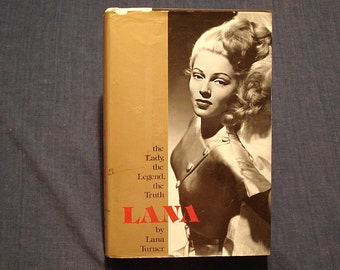 the
Lady,
the
Legend,
the
Truth
LANA
by
Lana
Turner